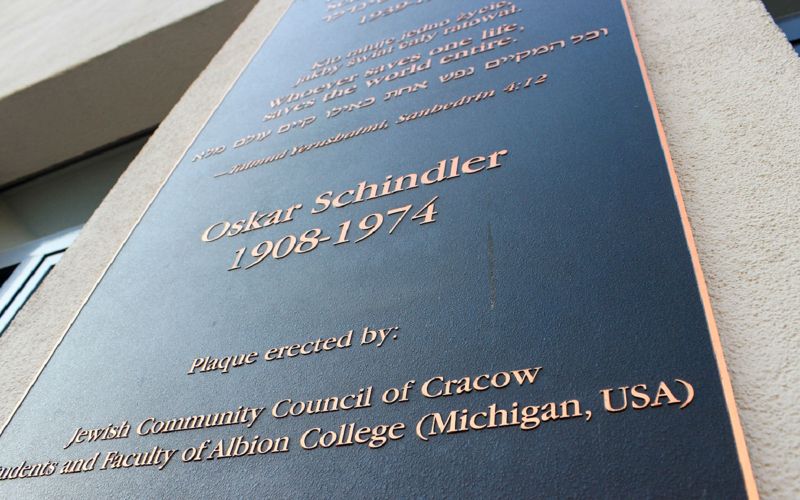 Kto ratuje jedno życie,
jakby świat cały ratował.
Whoever saves one life,
saves the world entire.
וכל המקיים נפש אחת כאילו קיים עולם מלא
—Talmud Yerushalmi, Sanhedrin 4:12
Oskar Schindler
1908-1974
Plaque erected by:
Jewish Community Council of Cracow
tudents and Faculty of Albion College (Michigan, USA)